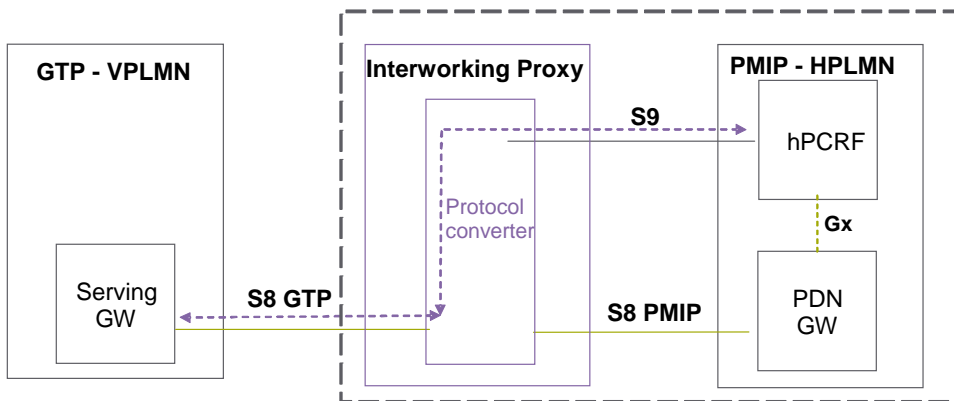 GTP - VPLMN
Interworking Proxy
PMIP - HPLMN
S9
hPCRF
Protocol
converter
Gx
Serving
GW
S8 GTP
S8 PMIP
PDN
GW